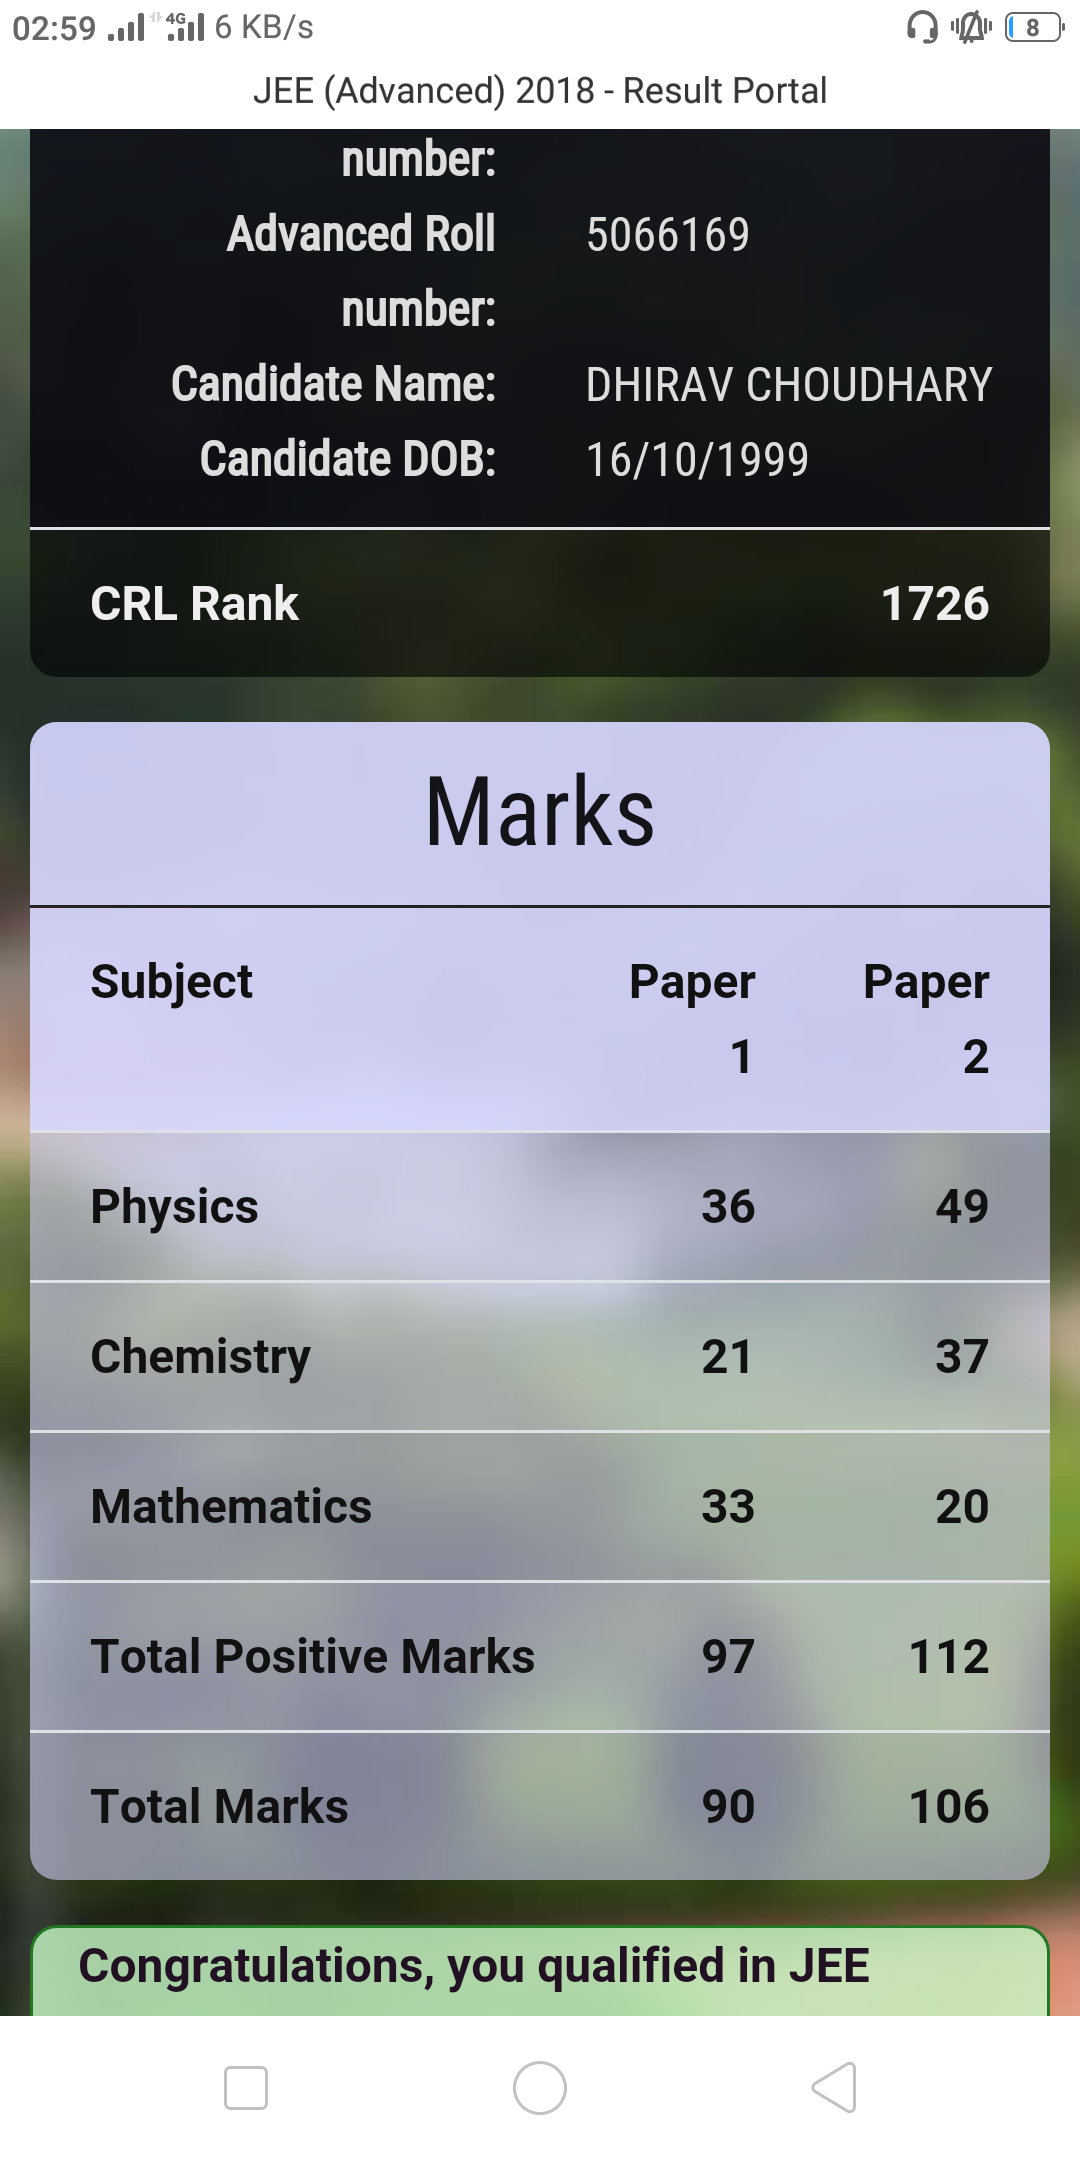 02:59 4G 6 KB/s 8
JEE (Advanced) 2018 - Result Portal
number:
Advanced Roll 5066169
number:
Candidate Name: DHIRAV CHOUDHARY
Candidate DOB: 16/10/1999
CRL Rank 1726
Marks
Subject Paper Paper
1 2
Physics 36 49
Chemistry 21 37
Mathematics 33 20
Total Positive Marks 97 112
Total Marks 90 106
Congratulations, you qualified in JEE